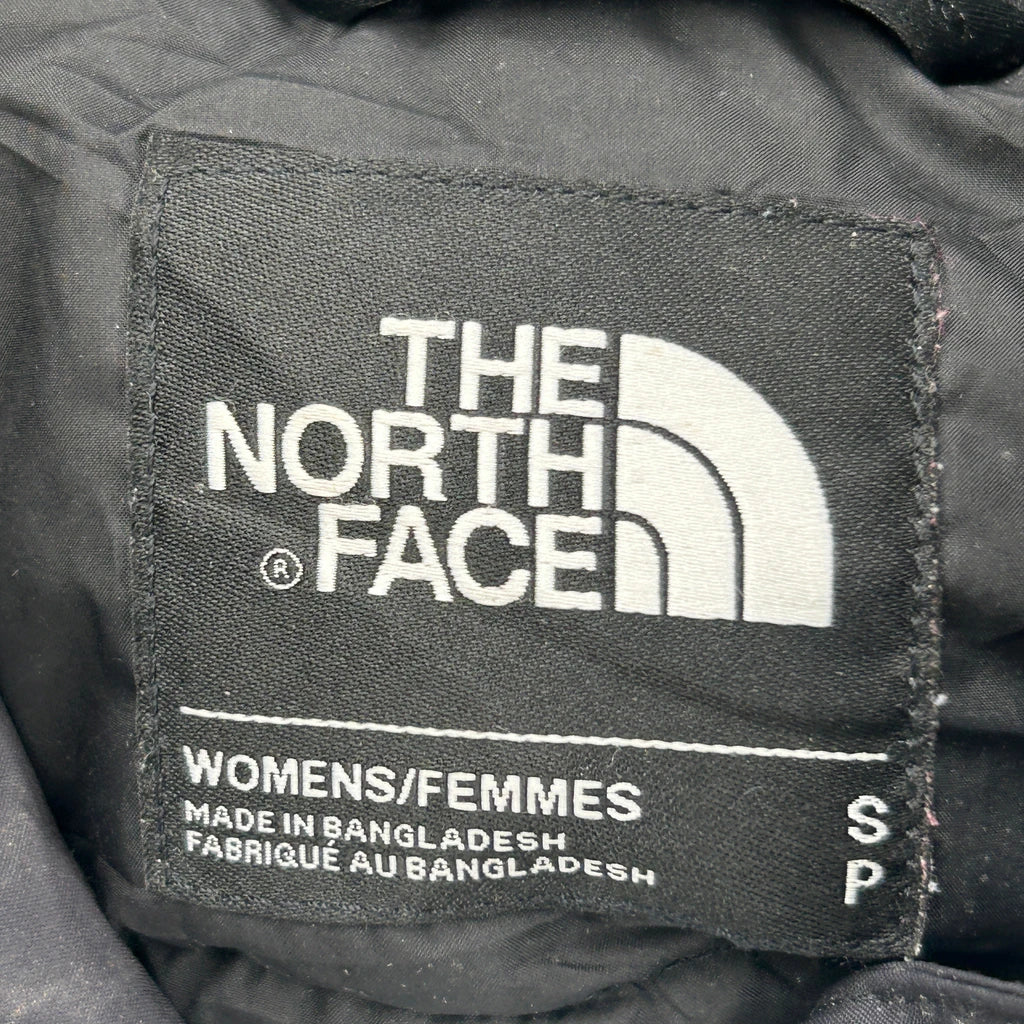 THE
NORTH
® FACE
WOMENS/FEMMES
MADE IN BANGLADESH
FABRIQUÉ AU BANGLADESH
S
P